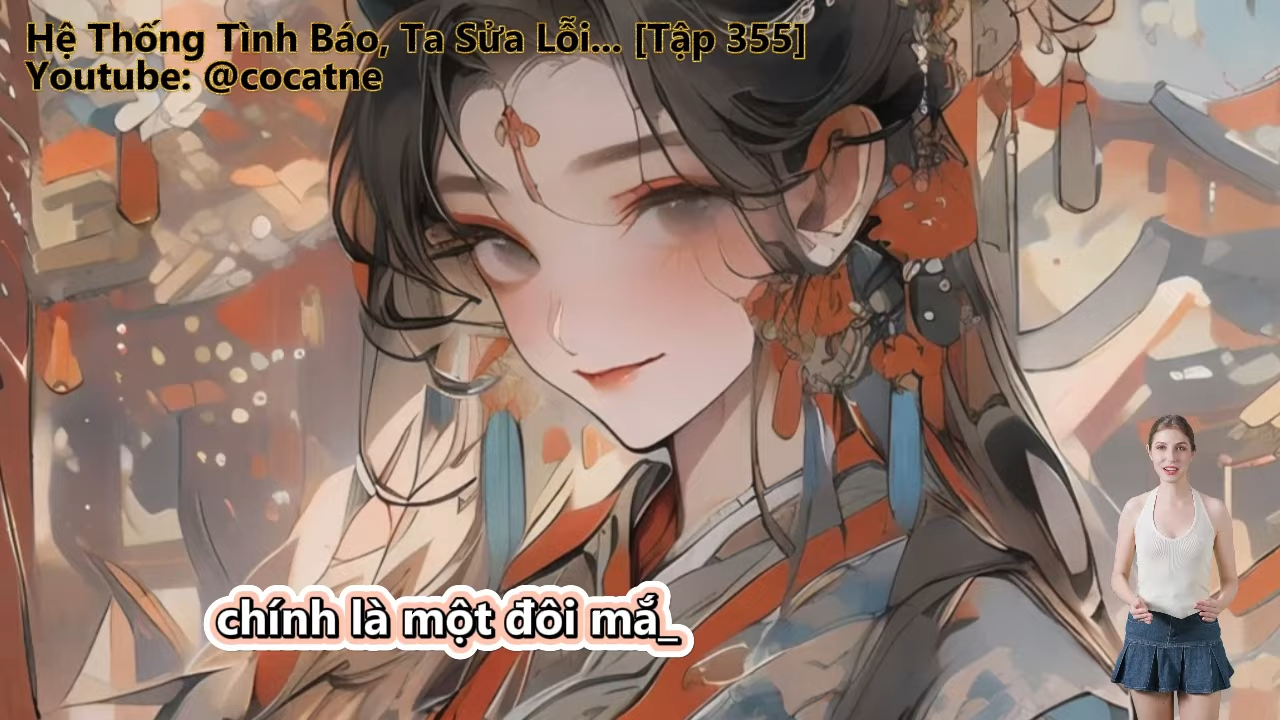 Hệ Thống Tình Báo, Ta Sửa Lỗi... [Tập 355]
Youtube: @cocatne
chính là một đôi mắ_